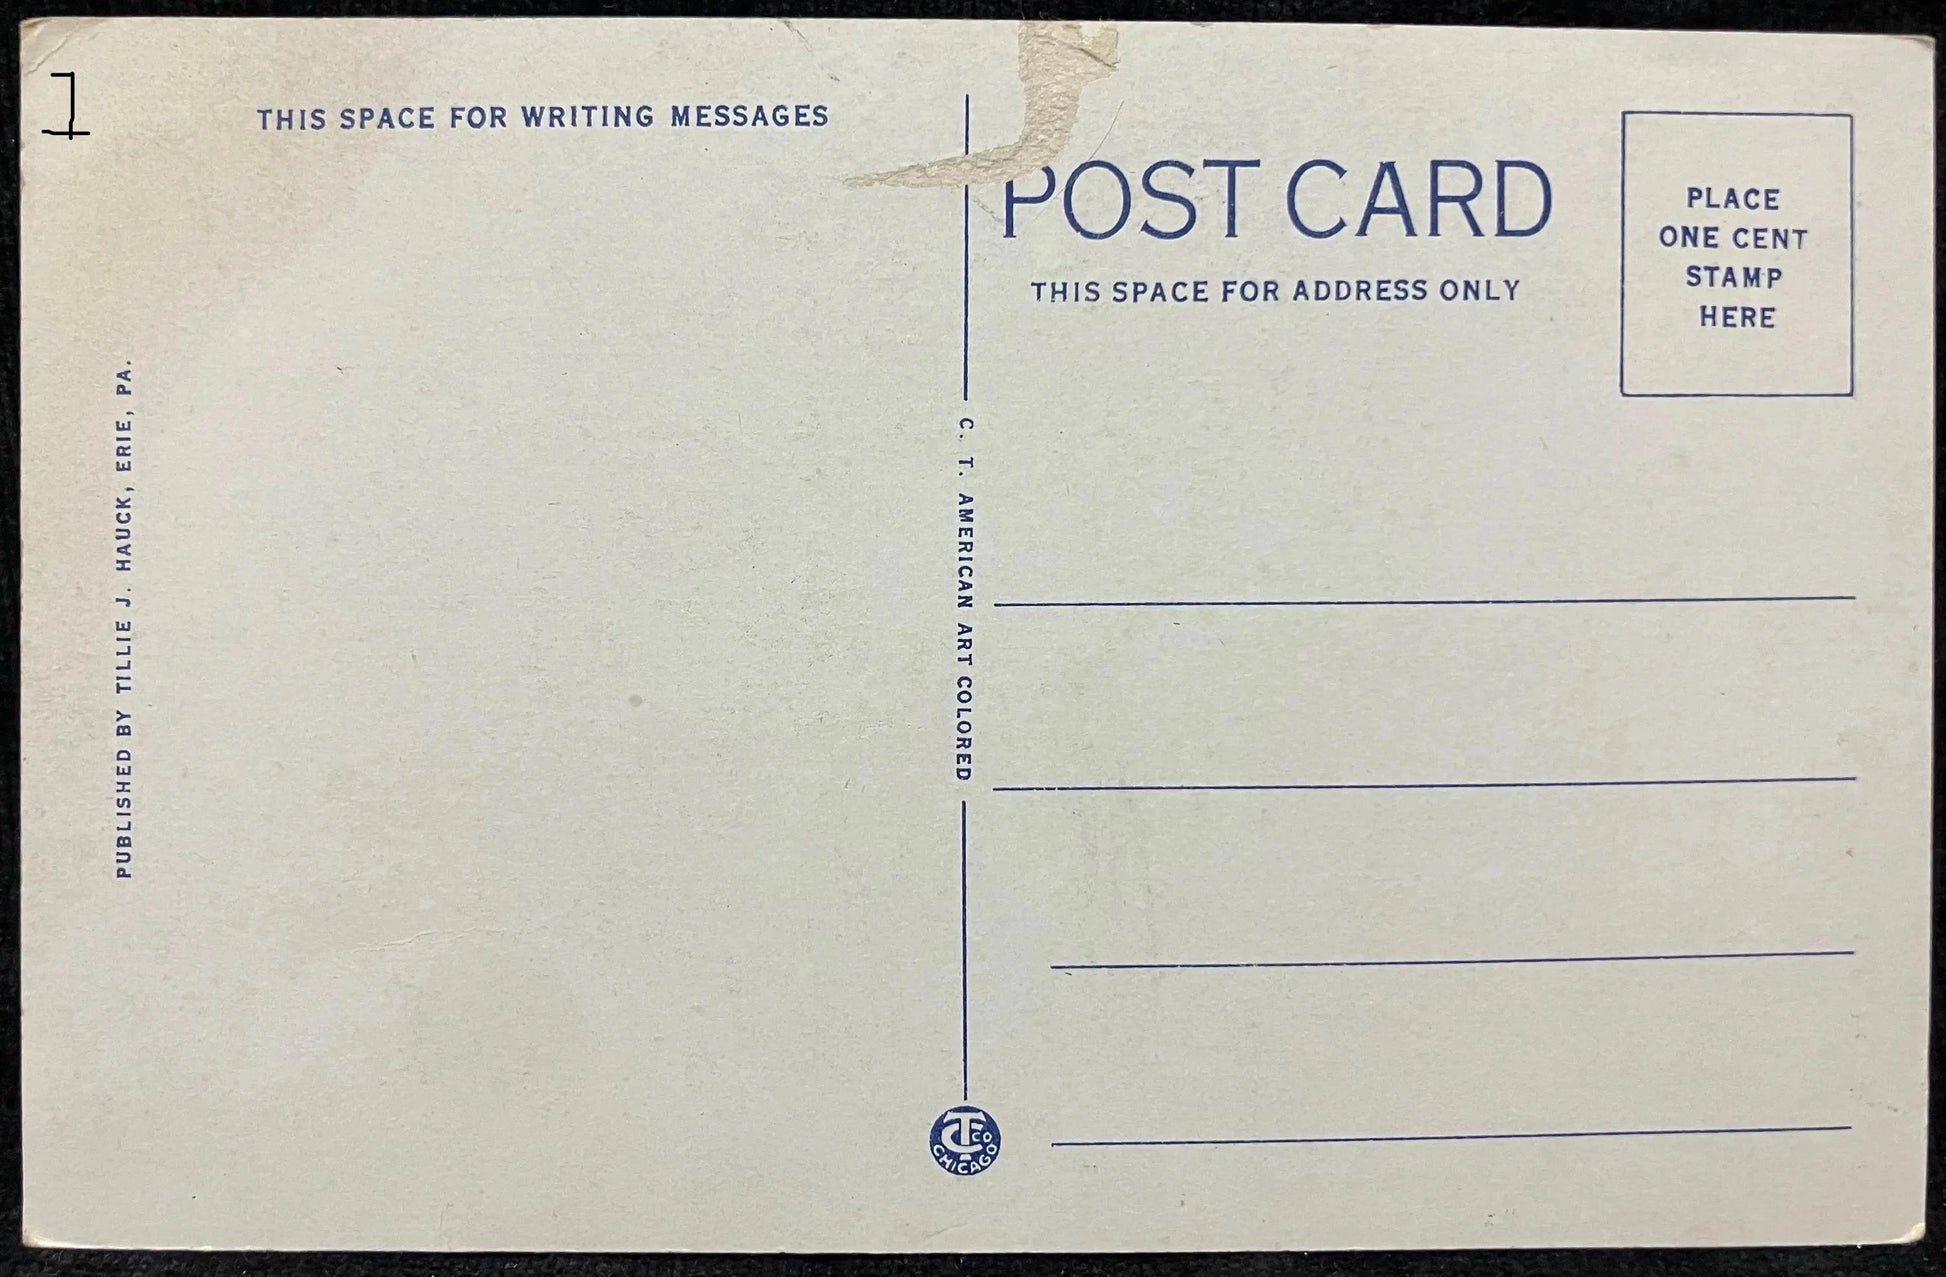 1
THIS SPACE FOR WRITING MESSAGES
POST CARD
THIS SPACE FOR ADDRESS ONLY
PLACE
ONE CENT
STAMP
HERE
PUBLISHED BY TILLIE J. HAUCK, ERIE, PA.
C. T. AMERICAN ART COLORED
CT CO
CHICAGO